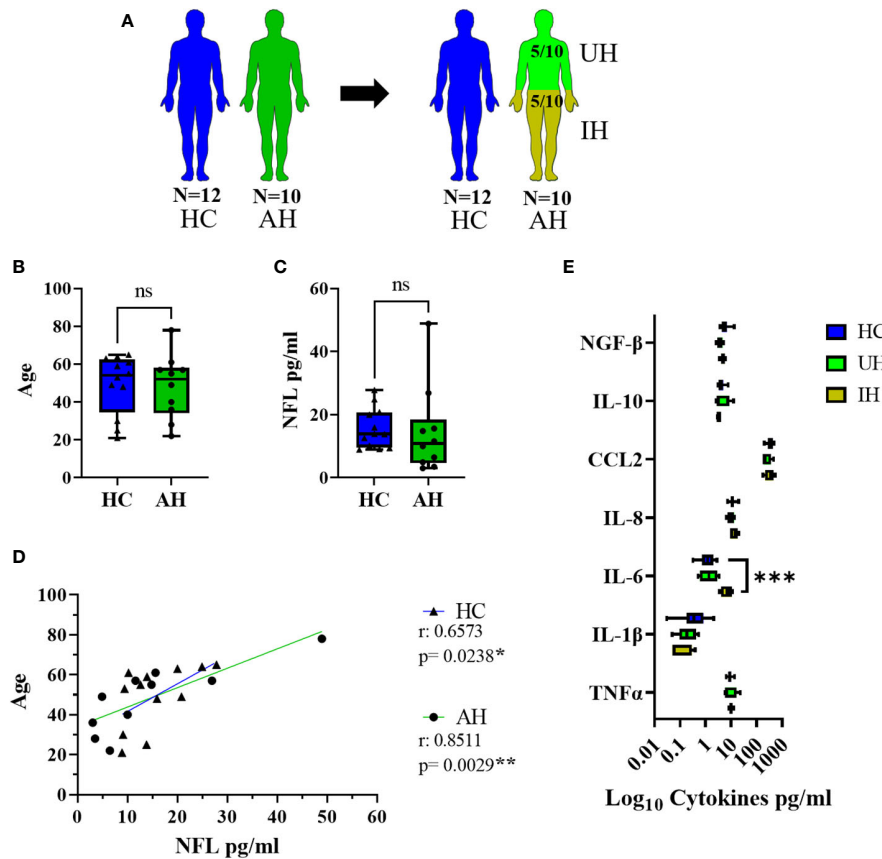 A
5/10
UH
5/10
IH
N=12
N=10
N=12
N=10
HC
AH
HC
AH
B
C
E
ns
ns
100
80
60
40
20
0
Age
HC
AH
60
40
20
0
NFL pg/ml
HC
AH
NGF-β
IL-10
CCL2
IL-8
IL-6
IL-1β
TNFα
***
HC
UH
IH
0.01
0.1
1
10
100
1000
Log₁₀ Cytokines pg/ml
D
100
80
60
40
20
0
Age
0
10
20
30
40
50
60
NFL pg/ml
HC
r: 0.6573
p= 0.0238*
AH
r: 0.8511
p= 0.0029**